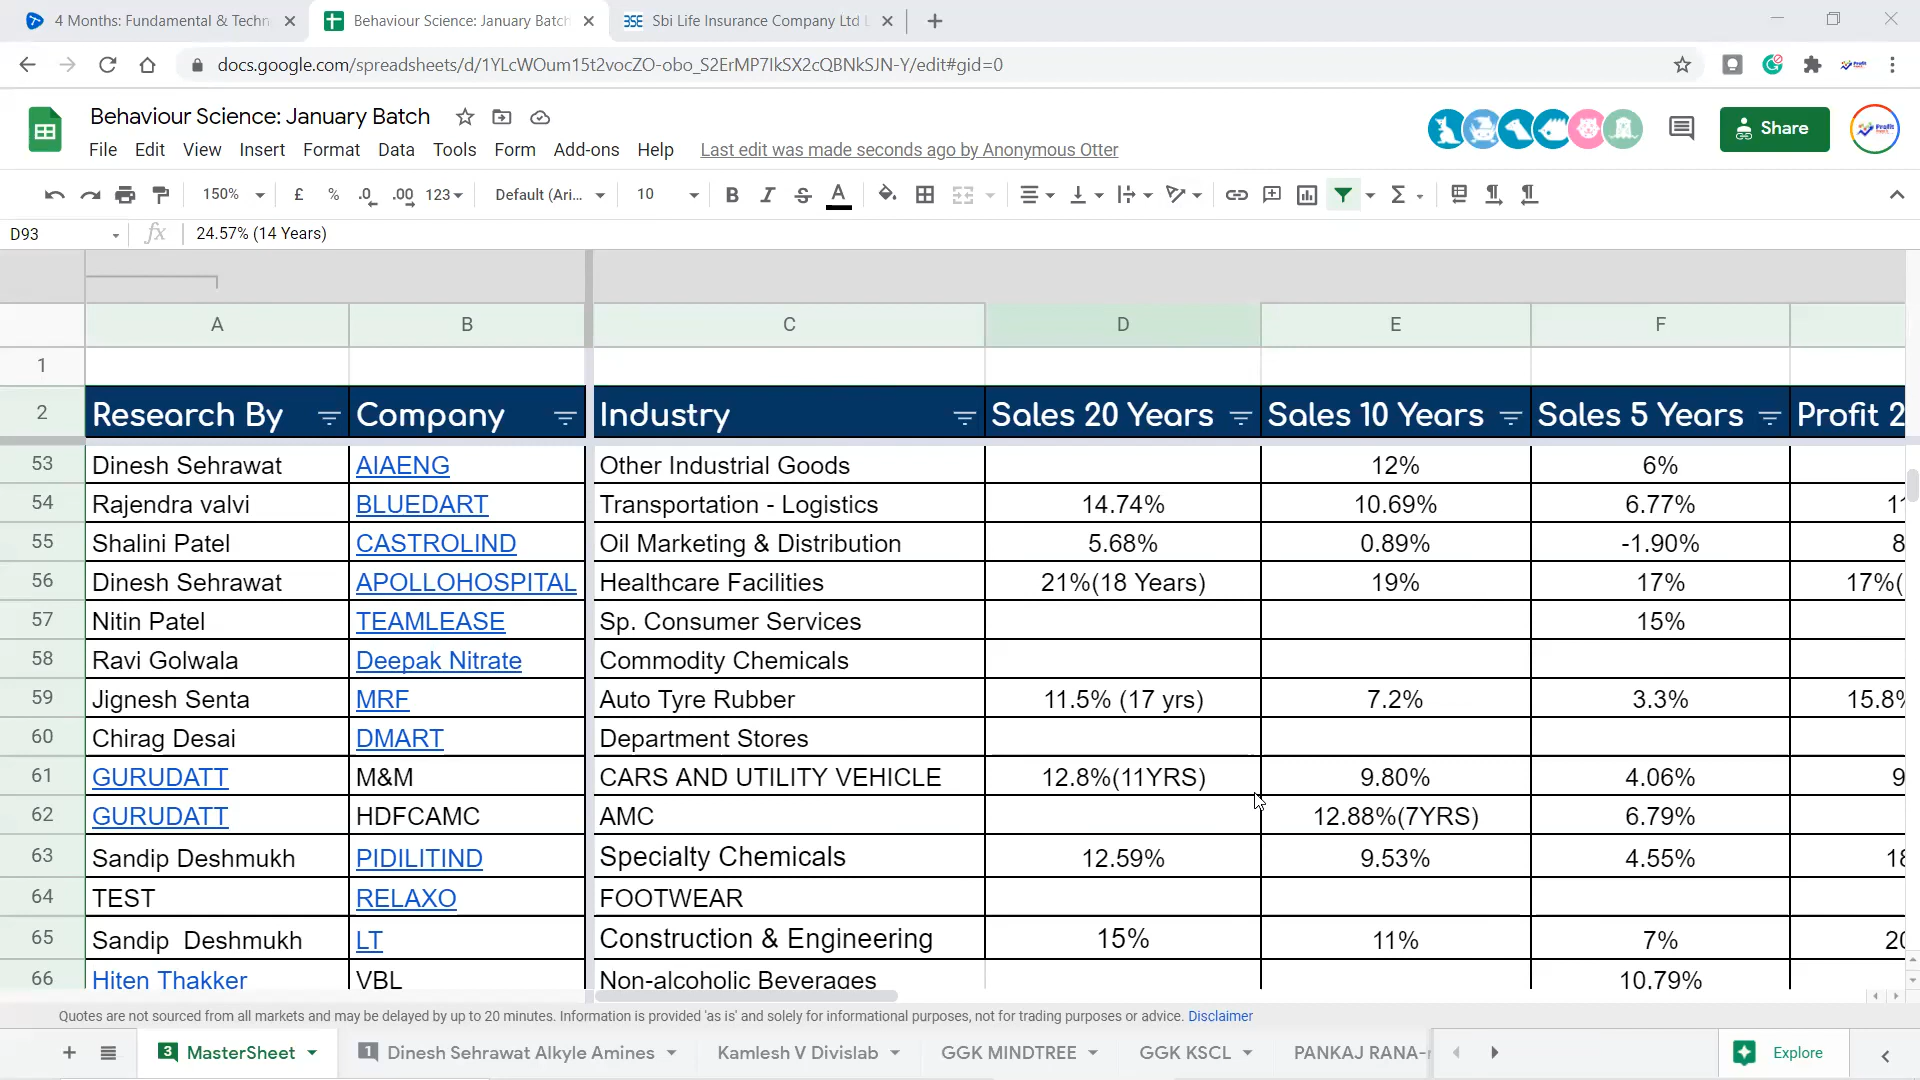 4 Months: Fundamental & Techn
Behaviour Science: January Batch
Sbi Life Insurance Company Ltd L
docs.google.com/spreadsheets/d/1YLcWOum15t2vocZO-obo_S2ErMP7IkSX2cQBNkSJN-Y/edit#gid=0
Behaviour Science: January Batch
File Edit View Insert Format Data Tools Form Add-ons Help Last edit was made seconds ago by Anonymous Otter
Share
150% £ % .0 .00 123 Default (Ari... 10 B I S A
D93 fx 24.57% (14 Years)
A B C D E F
1
2 Research By Company Industry Sales 20 Years Sales 10 Years Sales 5 Years Profit 2
53 Dinesh Sehrawat AIAENG Other Industrial Goods 12% 6%
54 Rajendra valvi BLUEDART Transportation - Logistics 14.74% 10.69% 6.77% 11
55 Shalini Patel CASTROLIND Oil Marketing & Distribution 5.68% 0.89% -1.90% 8
56 Dinesh Sehrawat APOLLOHOSPITAL Healthcare Facilities 21%(18 Years) 19% 17% 17%(
57 Nitin Patel TEAMLEASE Sp. Consumer Services 15%
58 Ravi Golwala Deepak Nitrate Commodity Chemicals
59 Jignesh Senta MRF Auto Tyre Rubber 11.5% (17 yrs) 7.2% 3.3% 15.8%
60 Chirag Desai DMART Department Stores
61 GURUDATT M&M CARS AND UTILITY VEHICLE 12.8%(11YRS) 9.80% 4.06% 9
62 GURUDATT HDFCAMC AMC 12.88%(7YRS) 6.79%
63 Sandip Deshmukh PIDILITIND Specialty Chemicals 12.59% 9.53% 4.55% 18
64 TEST RELAXO FOOTWEAR
65 Sandip Deshmukh LT Construction & Engineering 15% 11% 7% 20
66 Hiten Thakker VBL Non-alcoholic Beverages 10.79%
Quotes are not sourced from all markets and may be delayed by up to 20 minutes. Information is provided 'as is' and solely for informational purposes, not for trading purposes or advice. Disclaimer
3 MasterSheet 1 Dinesh Sehrawat Alkyle Amines Kamlesh V Divislab GGK MINDTREE GGK KSCL PANKAJ RANA- Explore